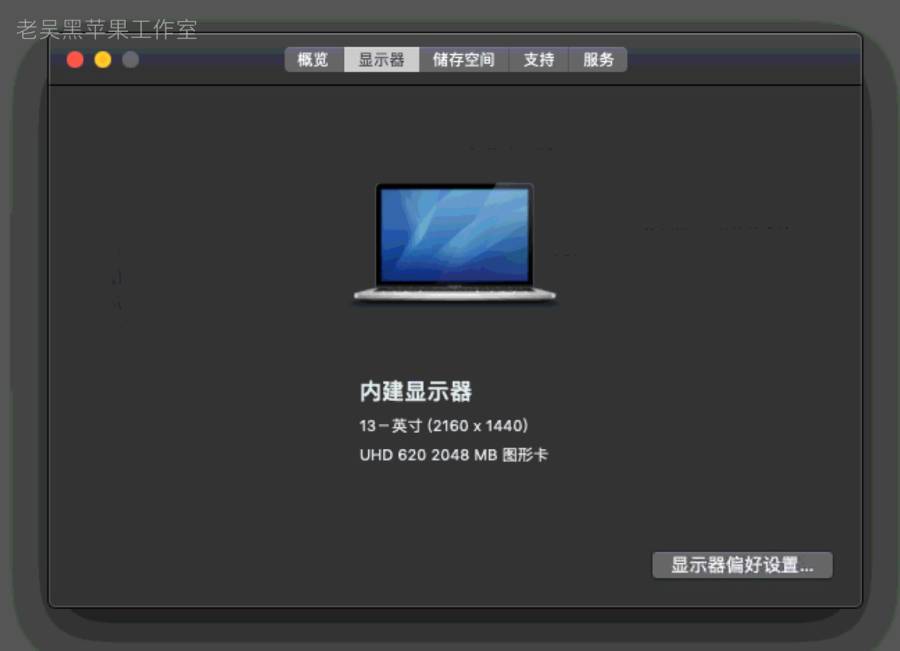 老吴黑苹果工作室
概览 显示器 储存空间 支持 服务
内建显示器
13-英寸 (2160 x 1440)
UHD 620 2048 MB 图形卡
显示器偏好设置...